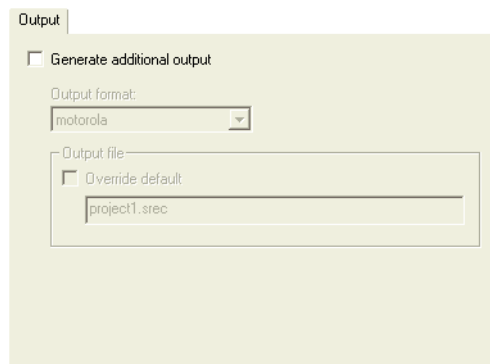 Output
Generate additional output
Output format:
motorola
Output file
Override default
project1.srec